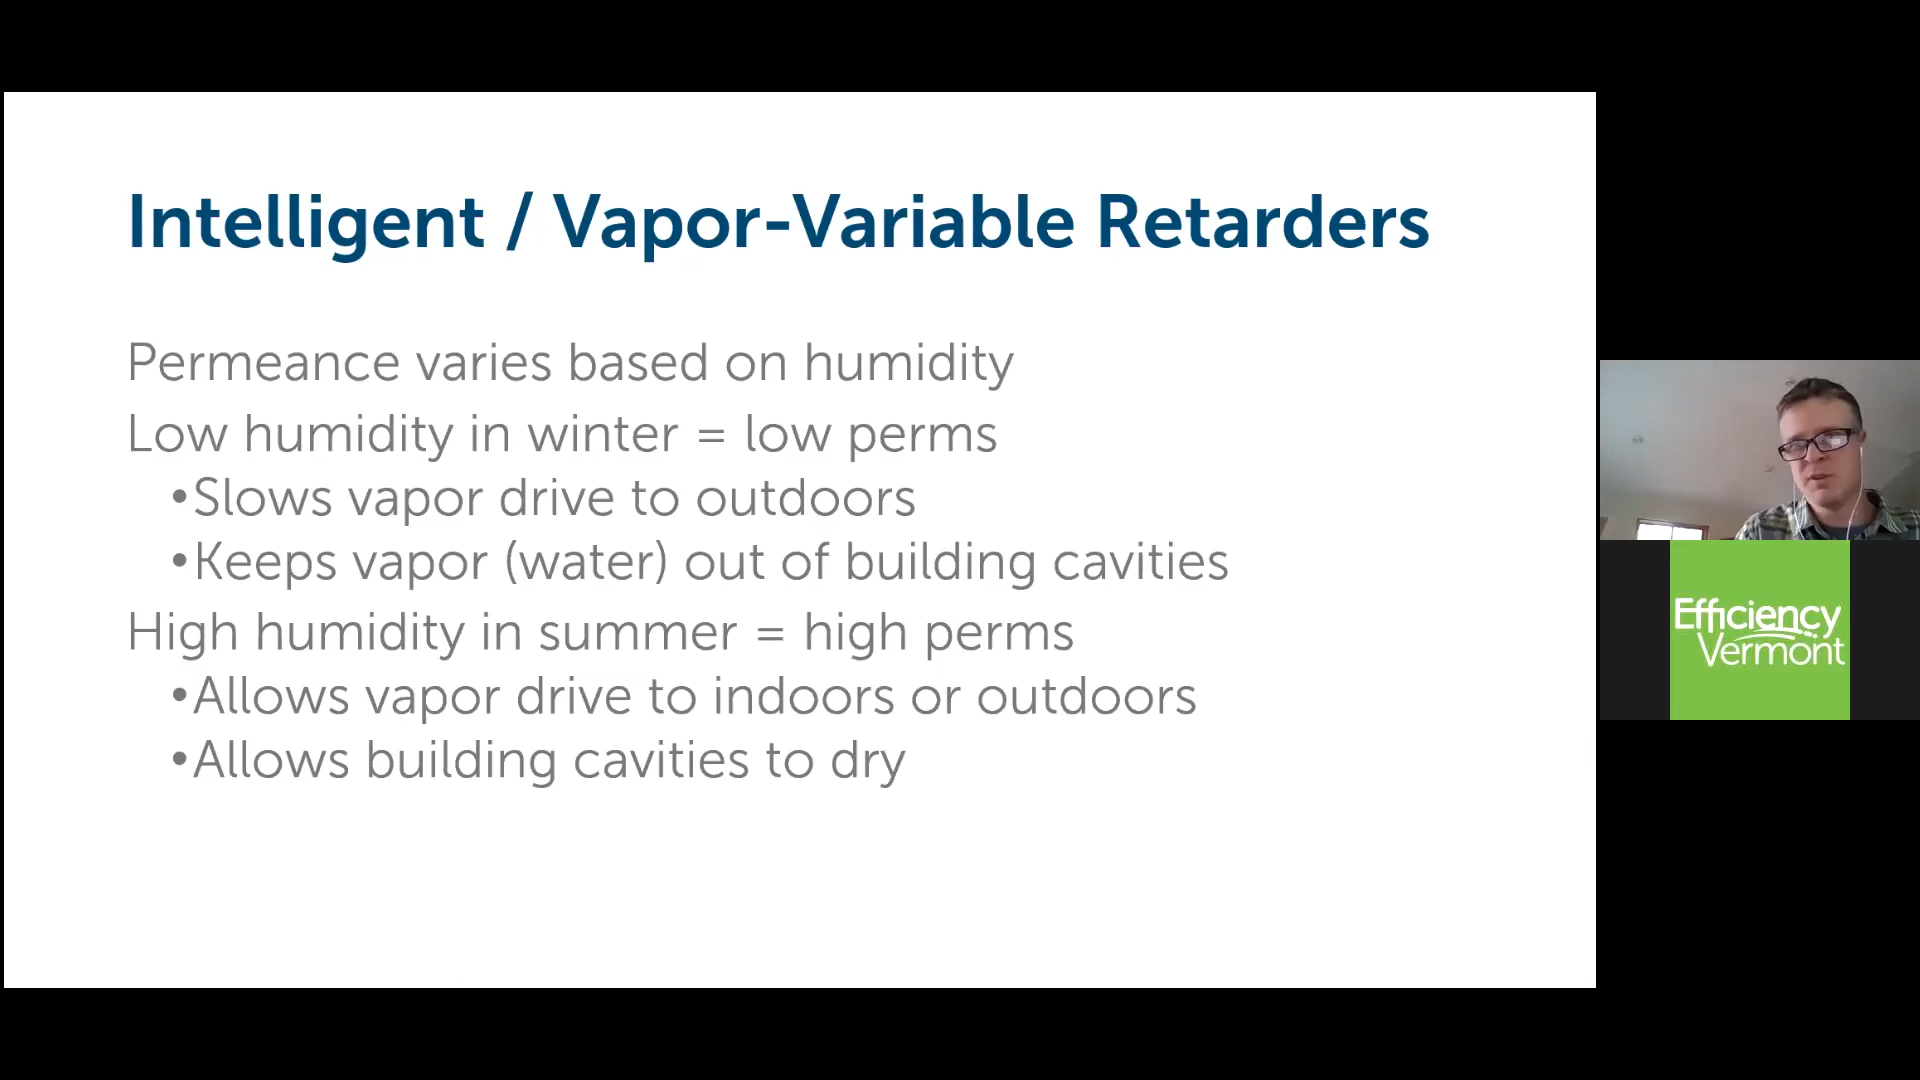 Intelligent / Vapor-Variable Retarders
Permeance varies based on humidity
Low humidity in winter = low perms
•Slows vapor drive to outdoors
•Keeps vapor (water) out of building cavities
High humidity in summer = high perms
•Allows vapor drive to indoors or outdoors
•Allows building cavities to dry
Efficiency
Vermont